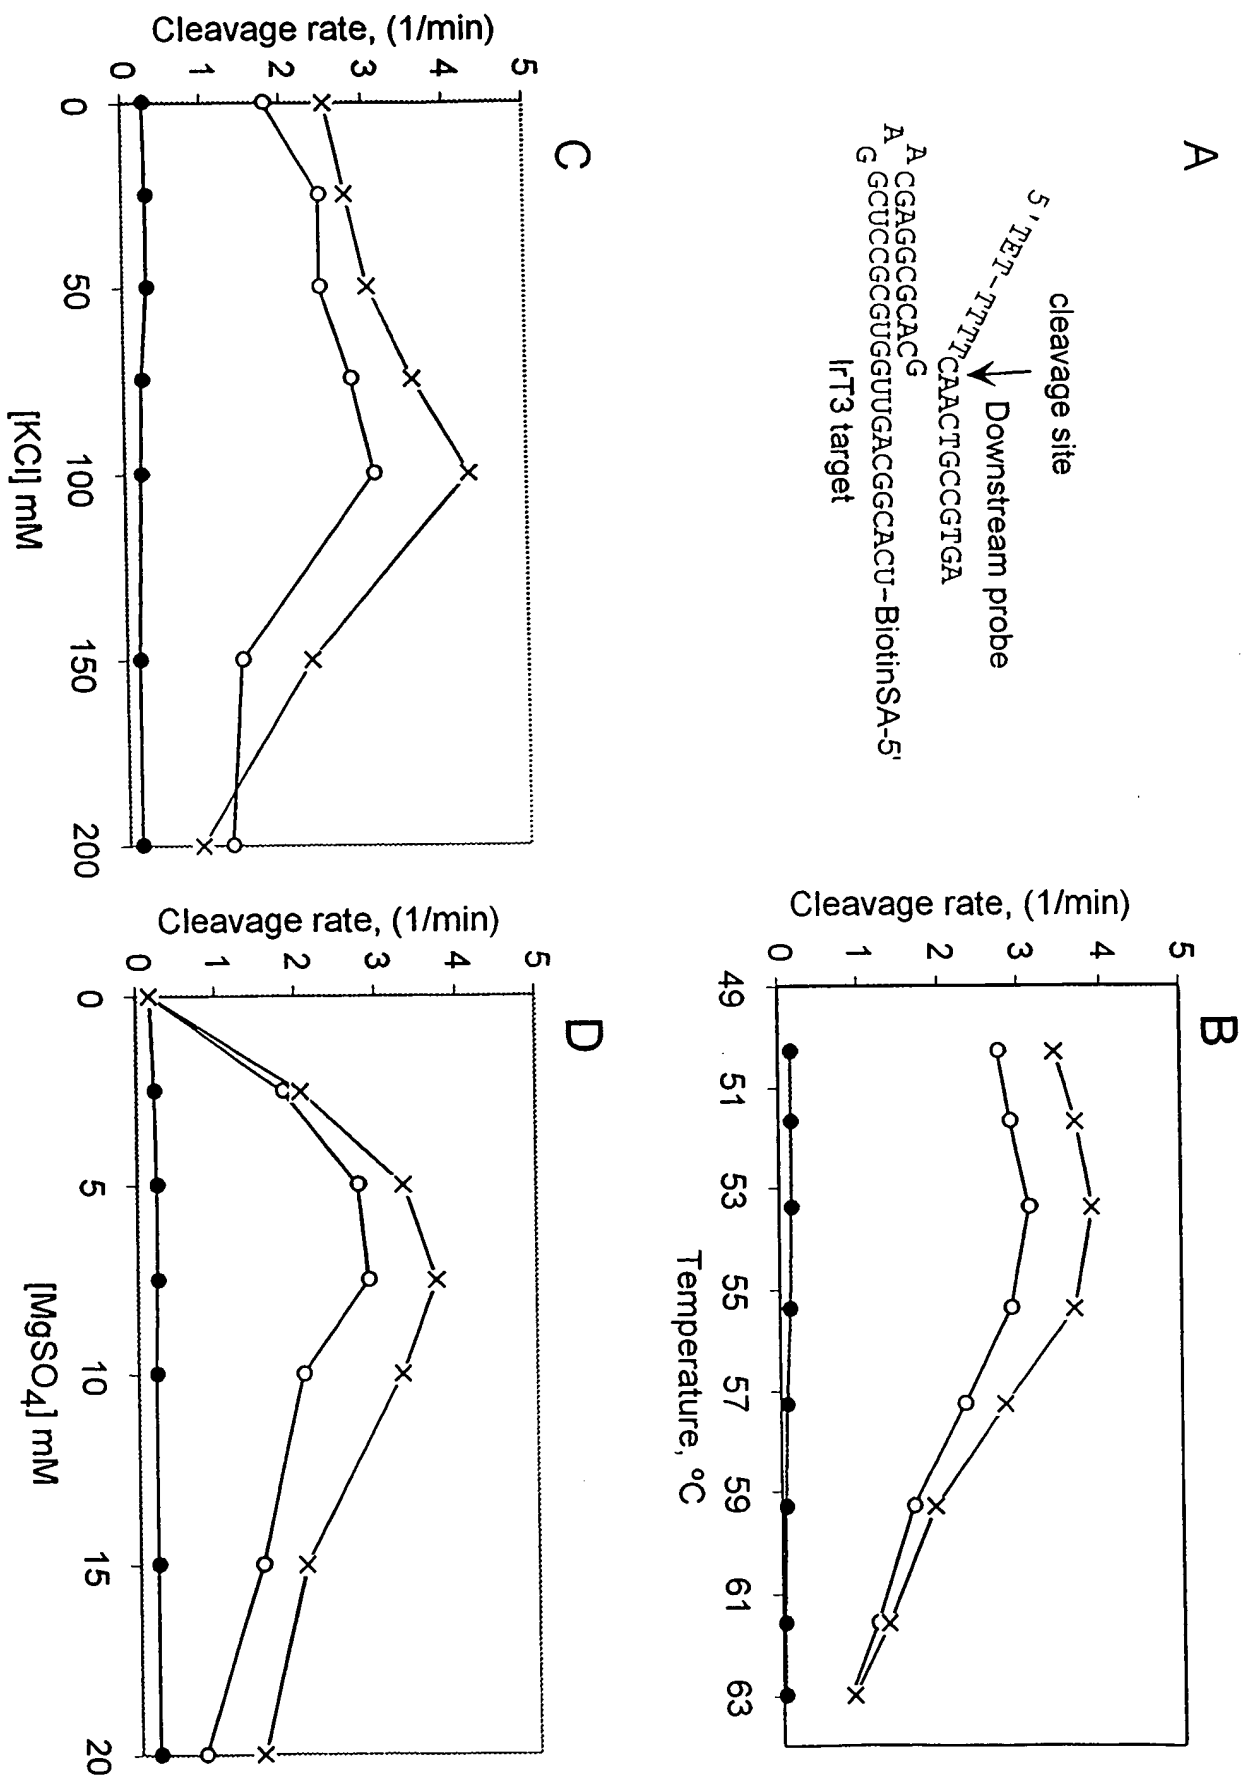 A
cleavage site
5'TET-TTTT
Downstream probe
CAACTGCCGTGA
A
A
G
CGAGGCGCAC
G
GCUCCGCGUGGUUGACGGCACU-BiotinSA-5'
IrT3 target
B
Cleavage rate, (1/min)
5
4
3
2
1
0
49 51 53 55 57 59 61 63
Temperature, ºC
C
Cleavage rate, (1/min)
5
4
3
2
1
0
0 50 100 150 200
[KCl] mM
D
Cleavage rate, (1/min)
5
4
3
2
1
0
0 5 10 15 20
[MgSO4] mM